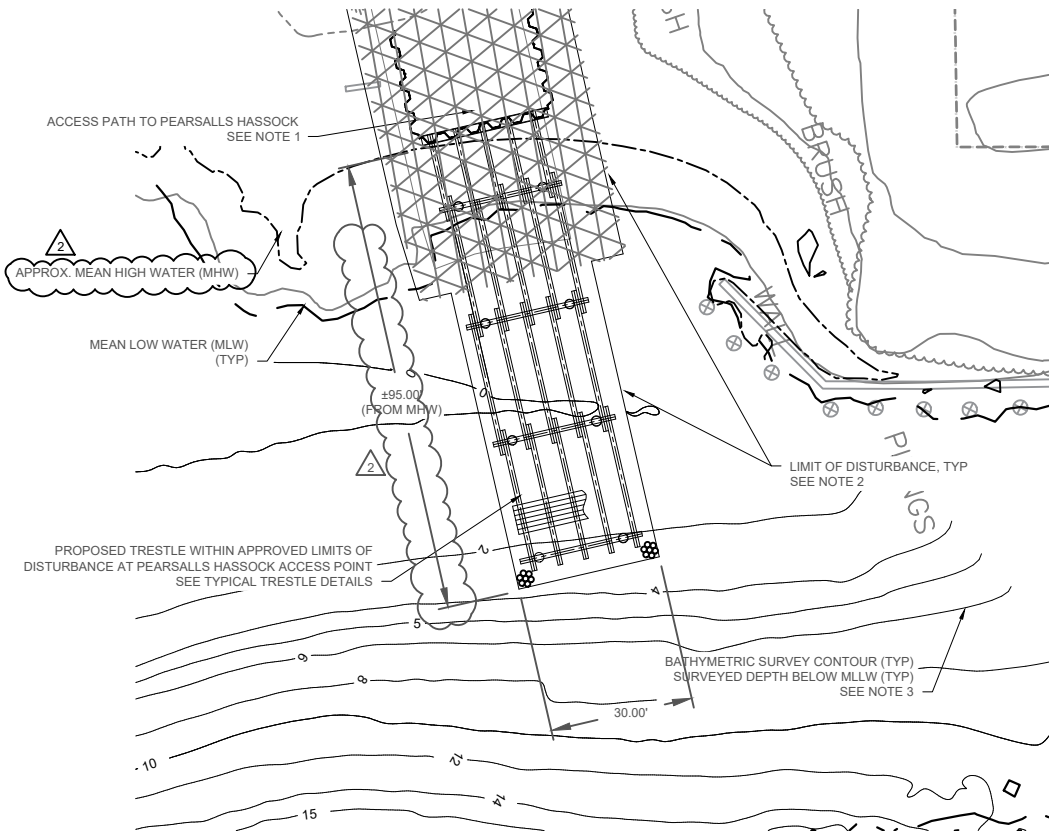 BRUSH
ACCESS PATH TO PEARSALLS HASSOCK
SEE NOTE 1
2
APPROX. MEAN HIGH WATER (MHW)
MEAN LOW WATER (MLW)
(TYP)
±95.00'
(FROM MHW)
0
2
LIMIT OF DISTURBANCE, TYP
SEE NOTE 2
PROPOSED TRESTLE WITHIN APPROVED LIMITS OF
DISTURBANCE AT PEARSALLS HASSOCK ACCESS POINT
SEE TYPICAL TRESTLE DETAILS
2
4
5
6
8
BATHYMETRIC SURVEY CONTOUR (TYP)
SURVEYED DEPTH BELOW MLLW (TYP)
SEE NOTE 3
30.00'
10
12
14
15